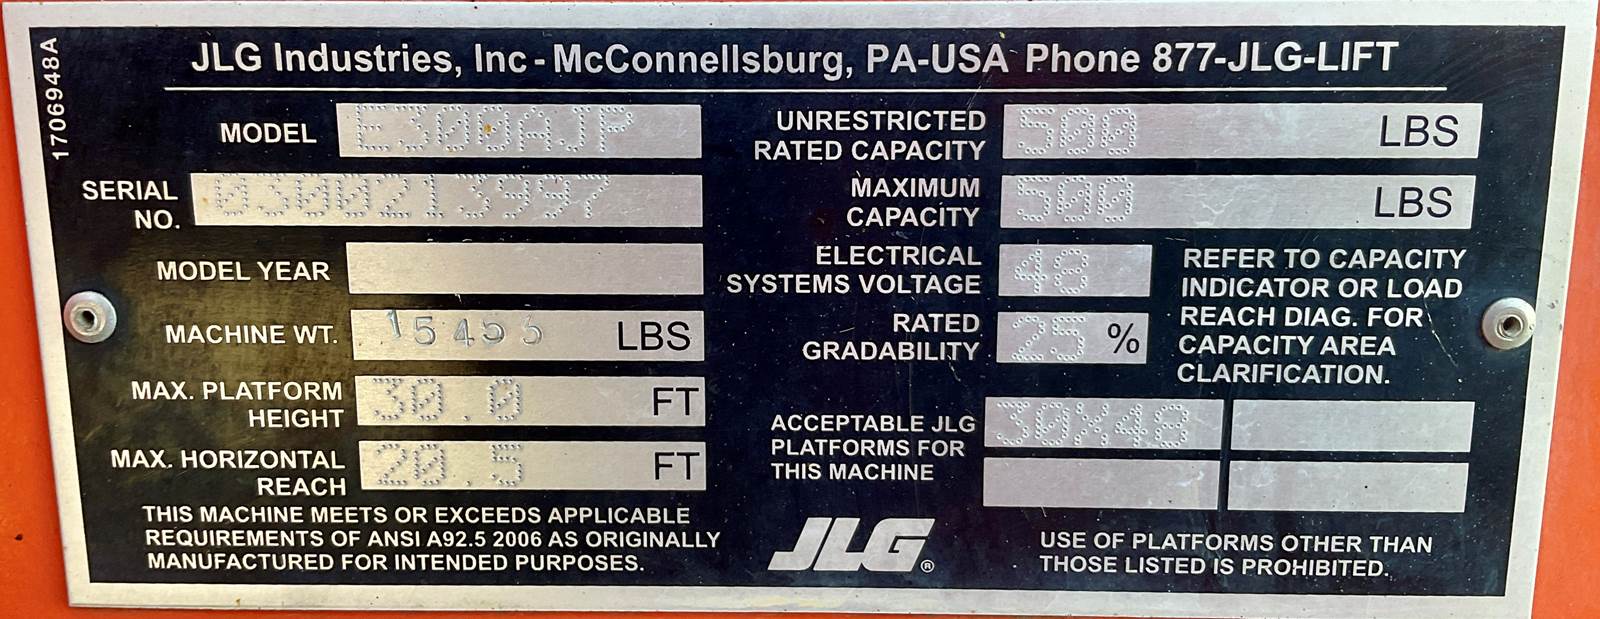 1706948A
JLG Industries, Inc - McConnellsburg, PA-USA Phone 877-JLG-LIFT
MODEL E300AJP
SERIAL
NO. 0300213997
MODEL YEAR
MACHINE WT. LBS
MAX. PLATFORM
HEIGHT 30.0 FT
MAX. HORIZONTAL
REACH 20.5 FT
THIS MACHINE MEETS OR EXCEEDS APPLICABLE
REQUIREMENTS OF ANSI A92.5 2006 AS ORIGINALLY
MANUFACTURED FOR INTENDED PURPOSES.
UNRESTRICTED
RATED CAPACITY 500 LBS
MAXIMUM
CAPACITY 500 LBS
ELECTRICAL
SYSTEMS VOLTAGE 48
RATED
GRADABILITY 25 %
REFER TO CAPACITY
INDICATOR OR LOAD
REACH DIAG. FOR
CAPACITY AREA
CLARIFICATION.
ACCEPTABLE JLG
PLATFORMS FOR
THIS MACHINE
30X48
JLG®
USE OF PLATFORMS OTHER THAN
THOSE LISTED IS PROHIBITED.